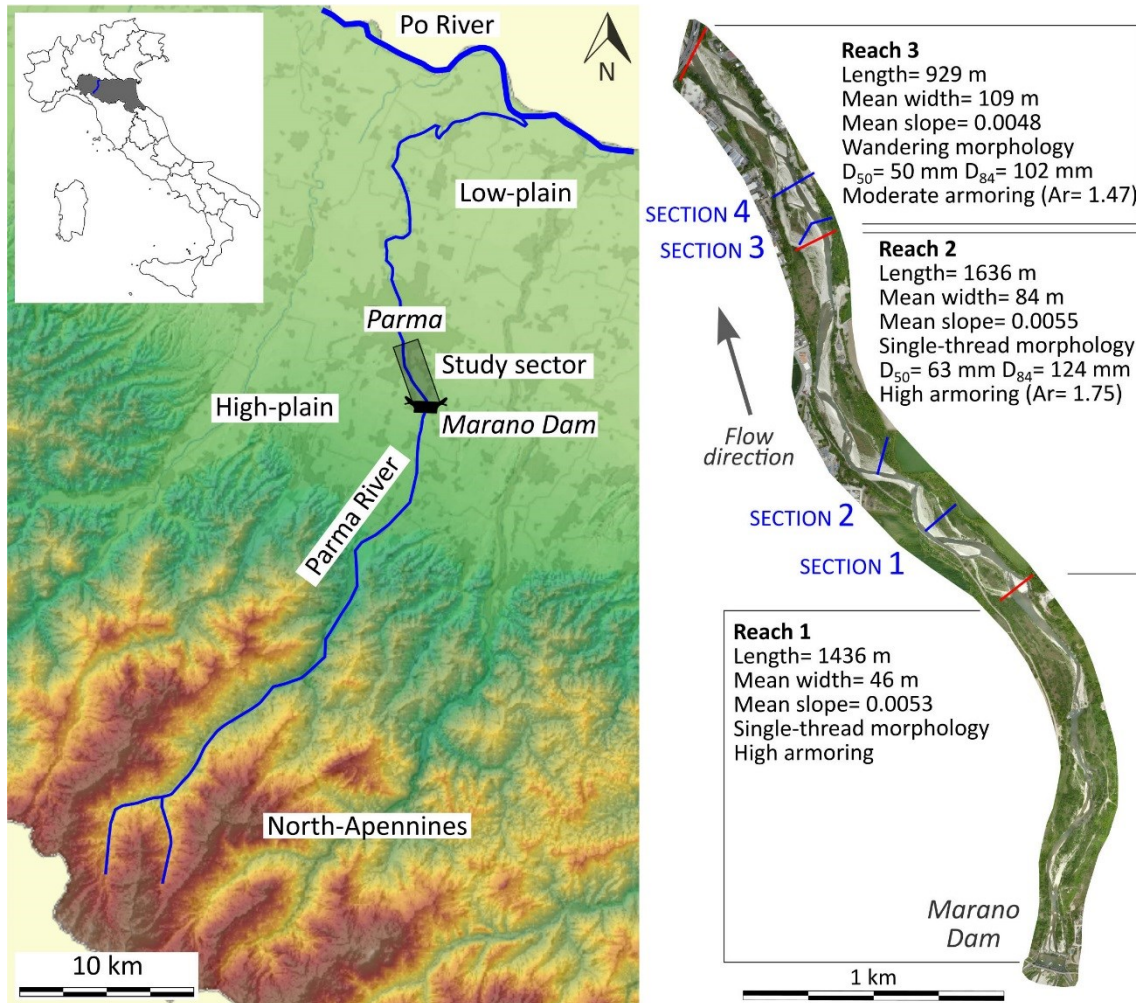 Po River
N
Low-plain
Parma
Study sector
High-plain
Marano Dam
Parma River
North-Apennines
10 km
Reach 3
Length= 929 m
Mean width= 109 m
Mean slope= 0.0048
Wandering morphology
D₅₀= 50 mm D₈₄= 102 mm
Moderate armoring (Ar= 1.47)
SECTION 4
SECTION 3
Reach 2
Length= 1636 m
Mean width= 84 m
Mean slope= 0.0055
Single-thread morphology
D₅₀= 63 mm D₈₄= 124 mm
High armoring (Ar= 1.75)
Flow
direction
SECTION 2
SECTION 1
Reach 1
Length= 1436 m
Mean width= 46 m
Mean slope= 0.0053
Single-thread morphology
High armoring
Marano
Dam
1 km